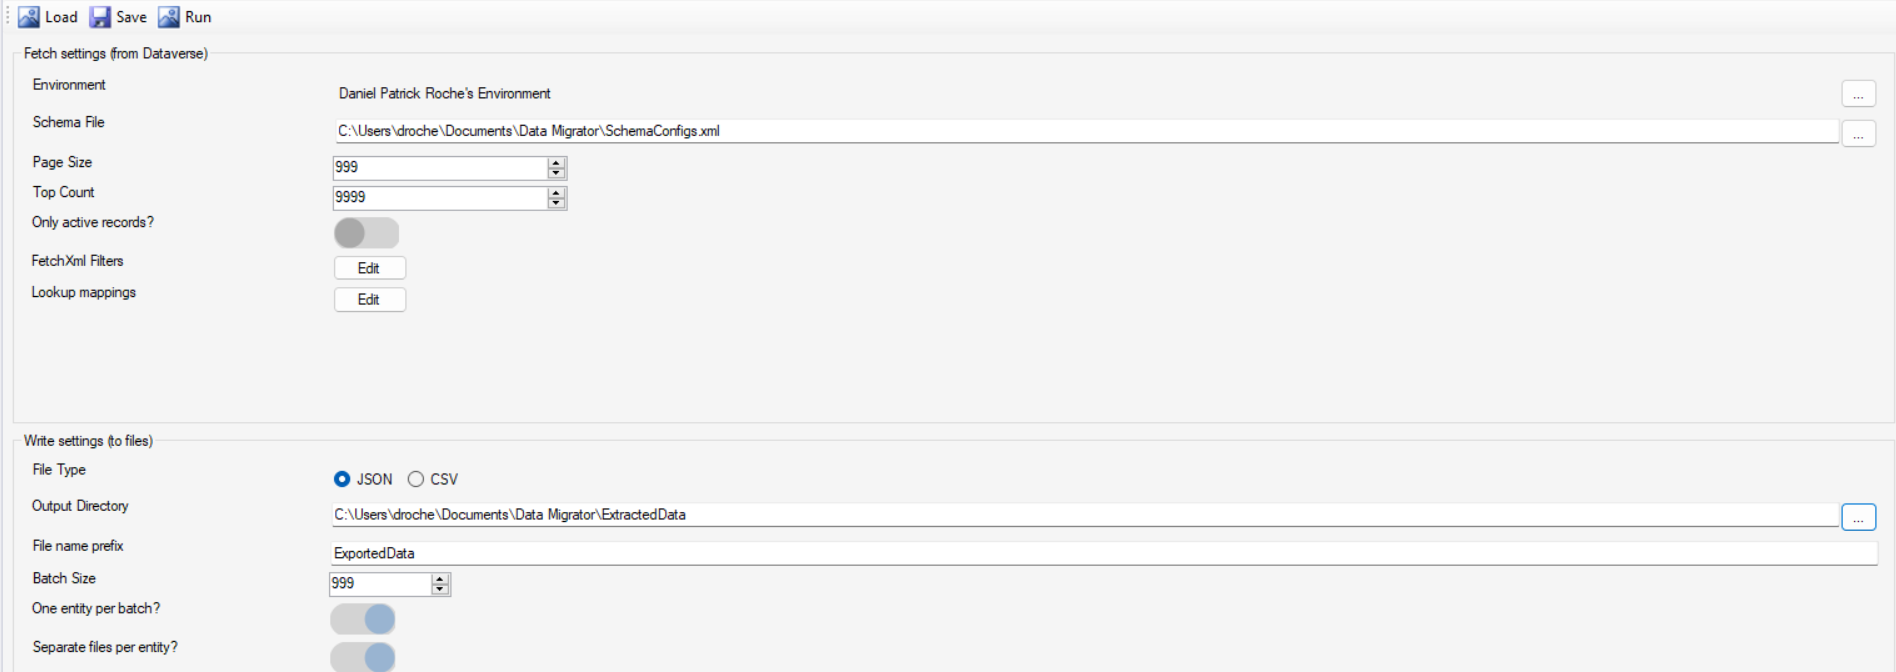 Load Save Run
Fetch settings (from Dataverse)
Environment Daniel Patrick Roche's Environment ...
Schema File C:\Users\droche\Documents\Data Migrator\SchemaConfigs.xml ...
Page Size 999
Top Count 9999
Only active records?
FetchXml Filters Edit
Lookup mappings Edit
Write settings (to files)
File Type JSON CSV
Output Directory C:\Users\droche\Documents\Data Migrator\ExtractedData ...
File name prefix ExportedData
Batch Size 999
One entity per batch?
Separate files per entity?